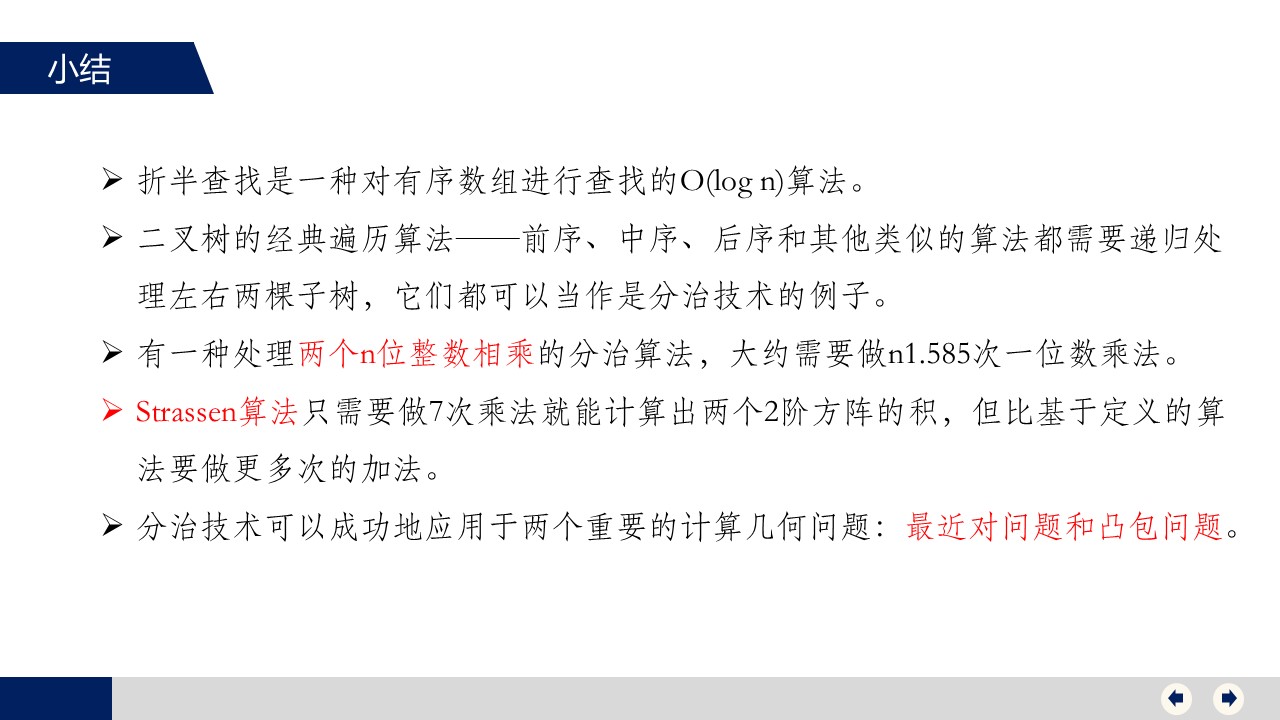 小结
➢ 折半查找是一种对有序数组进行查找的O(log n)算法。
➢ 二叉树的经典遍历算法——前序、中序、后序和其他类似的算法都需要递归处
理左右两棵子树，它们都可以当作是分治技术的例子。
➢ 有一种处理两个n位整数相乘的分治算法，大约需要做n1.585次一位数乘法。
➢ Strassen算法只需要做7次乘法就能计算出两个2阶方阵的积，但比基于定义的算
法要做更多次的加法。
➢ 分治技术可以成功地应用于两个重要的计算几何问题：最近对问题和凸包问题。